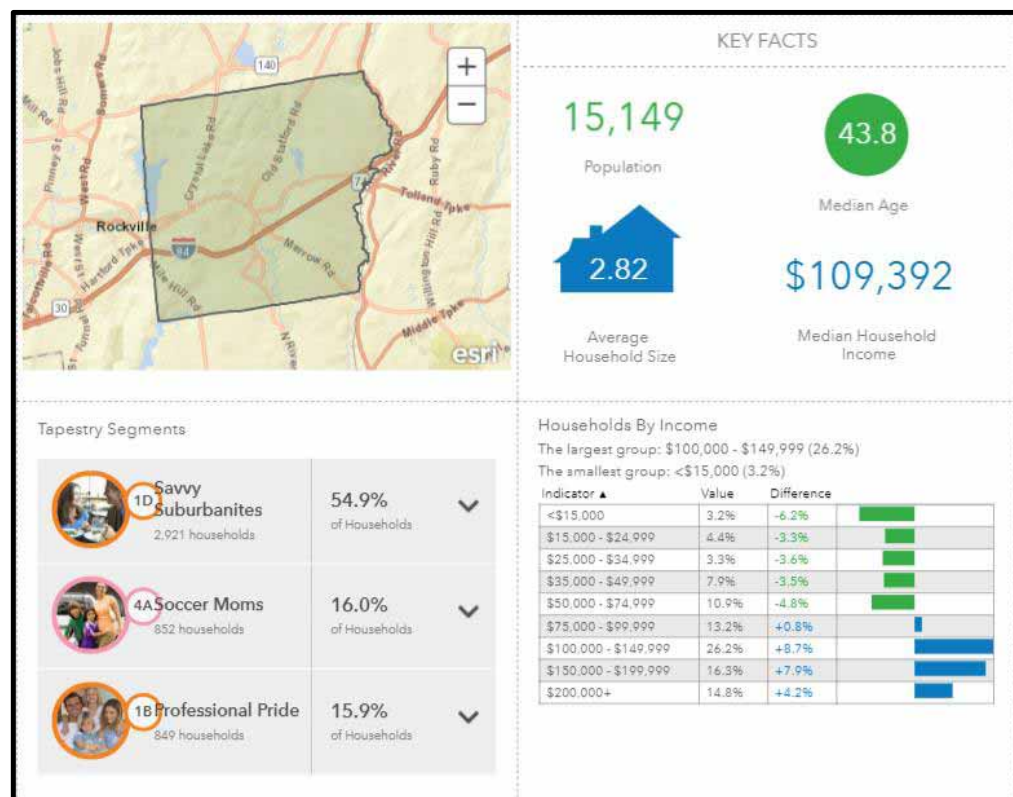 140
Jobs Hill Rd
Somers Rd
Mill Rd
Pinney St
West Rd
Crystal Lake Rd
Old Stafford Rd
River Rd
Ruby Rd
Tolland Tpke
Rockville
84
West St
Hartford Tpke
Mile Hill Rd
Merrow Rd
30
Middle Tpke
esri
+
−
KEY FACTS
15,149
Population
43.8
Median Age
2.82
Average
Household Size
$109,392
Median Household
Income
Tapestry Segments
1D
Savvy
Suburbanites
2,921 households
54.9%
of Households
4A
Soccer Moms
852 households
16.0%
of Households
1B
Professional Pride
849 households
15.9%
of Households
Households By Income
The largest group: $100,000 - $149,999 (26.2%)
The smallest group: <$15,000 (3.2%)
Indicator ▲ Value Difference
<$15,000 3.2% -6.2%
$15,000 - $24,999 4.4% -3.3%
$25,000 - $34,999 3.3% -3.6%
$35,000 - $49,999 7.9% -3.5%
$50,000 - $74,999 10.9% -4.8%
$75,000 - $99,999 13.2% +0.8%
$100,000 - $149,999 26.2% +8.7%
$150,000 - $199,999 16.3% +7.9%
$200,000+ 14.8% +4.2%